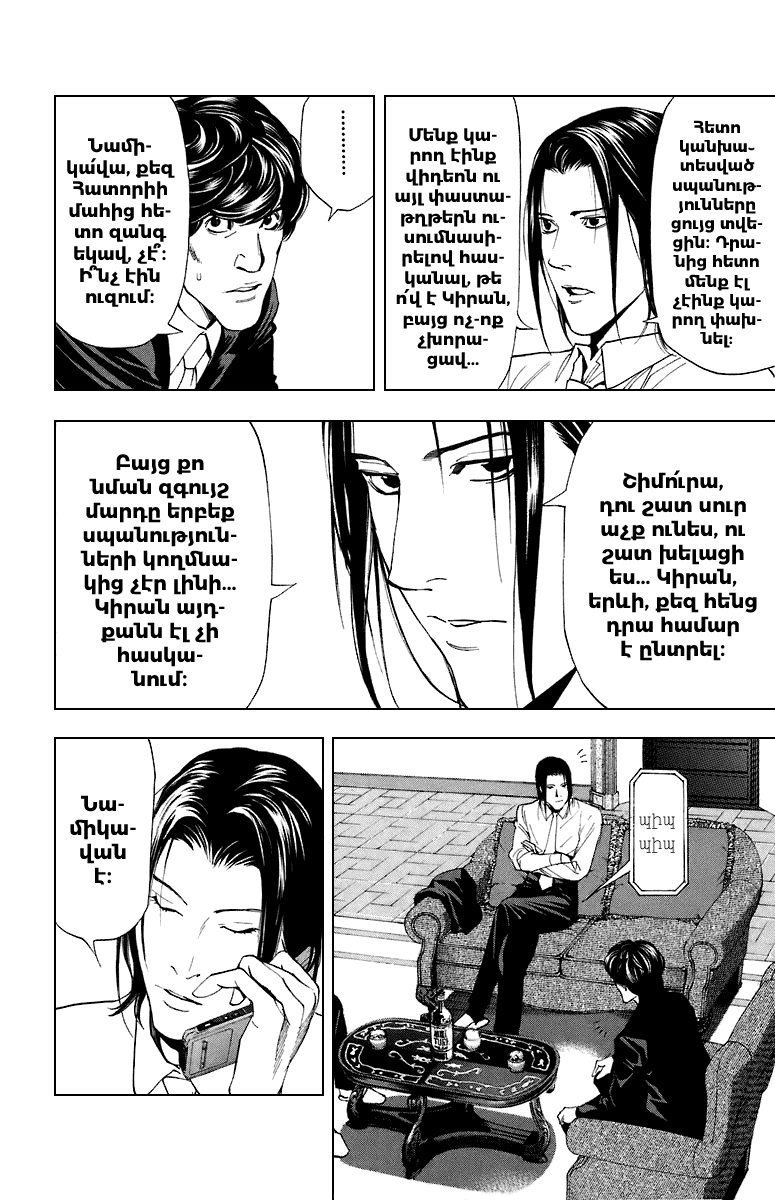 Հետո
կանխա-
տեսված
սպանութ-
յունները
ցույց տվե-
ցին։ Դրա-
նից հետո
մենք էլ
չէինք կա-
րող փախ-
նել։
Մենք կա-
րող էինք
վիդեոն ու
այլ փաստա-
թղթերն ու-
սումնասի-
րելով հաս-
կանալ, թե
ո՛վ է Կիրան,
բայց ոչ-ոք
չխորա-
ցավ...
.........
Նամի-
կա՛վա, քեզ
Հատորիի
մահից հե-
տո զանգ
եկավ, չէ՞։
Ի՞նչ էին
ուզում։
Շիմո՛ւրա,
դու շատ սուր
աչք ունես, ու
շատ խելացի
ես... Կիրան,
երևի, քեզ հենց
դրա համար
է ընտրել։
Բայց քո
նման զգույշ
մարդը երբեք
սպանություն-
ների կողմնա-
կից չէր լինի...
Կիրան այդ-
քանն էլ չի
հասկա-
նում։
պիպ
պիպ
Նա-
միկա-
վան
է։